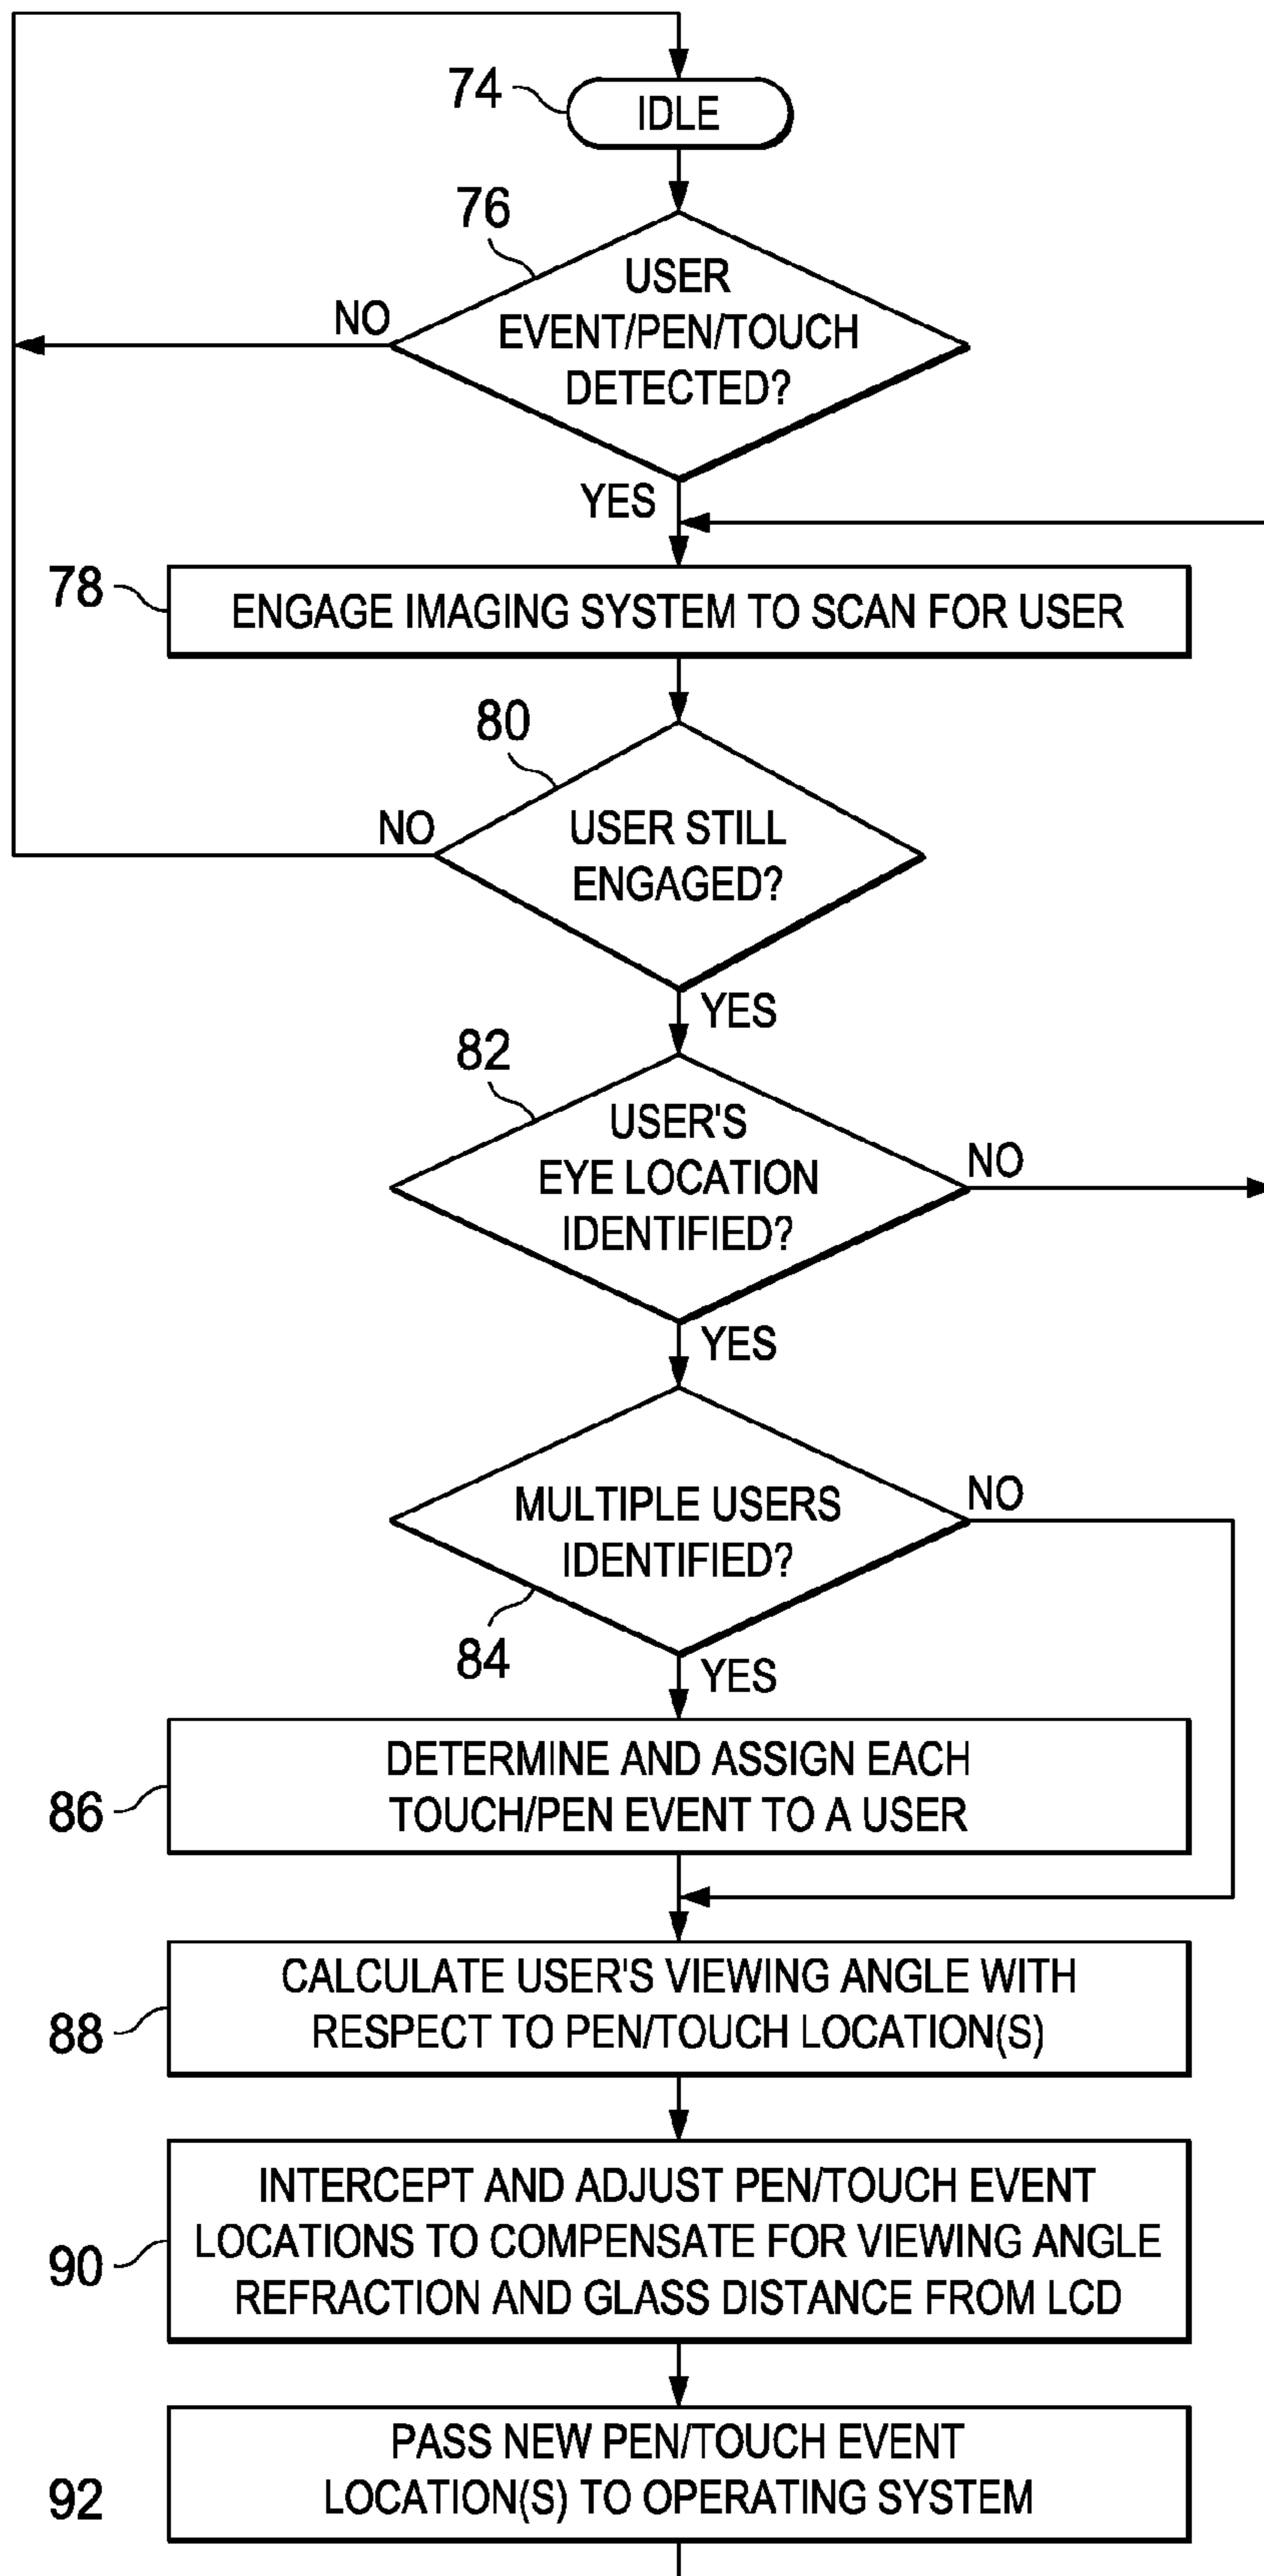 74
IDLE
76
USER
EVENT/PEN/TOUCH
DETECTED?
NO
YES
78
ENGAGE IMAGING SYSTEM TO SCAN FOR USER
80
USER STILL
ENGAGED?
NO
YES
82
USER'S
EYE LOCATION
IDENTIFIED?
NO
YES
MULTIPLE USERS
IDENTIFIED?
NO
84
YES
86
DETERMINE AND ASSIGN EACH
TOUCH/PEN EVENT TO A USER
88
CALCULATE USER'S VIEWING ANGLE WITH
RESPECT TO PEN/TOUCH LOCATION(S)
90
INTERCEPT AND ADJUST PEN/TOUCH EVENT
LOCATIONS TO COMPENSATE FOR VIEWING ANGLE
REFRACTION AND GLASS DISTANCE FROM LCD
92
PASS NEW PEN/TOUCH EVENT
LOCATION(S) TO OPERATING SYSTEM